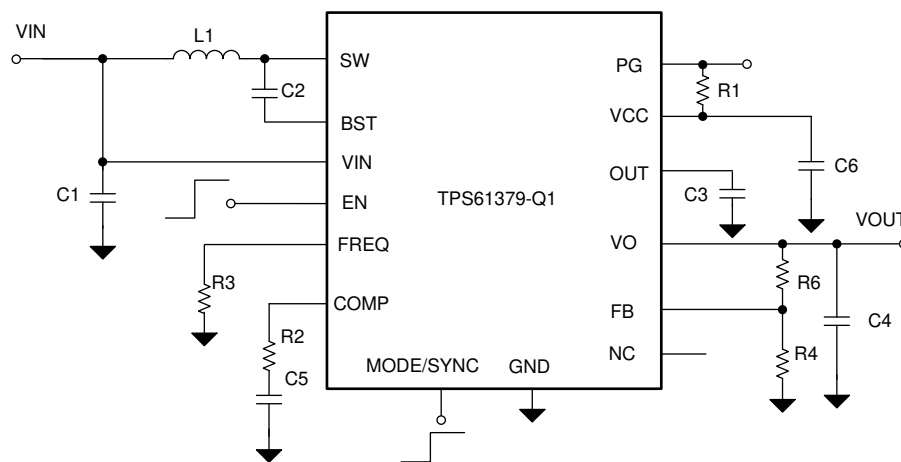 VIN
L1
SW
C2
BST
VIN
C1
EN
FREQ
R3
COMP
R2
C5
MODE/SYNC
GND
TPS61379-Q1
PG
R1
VCC
C6
OUT
C3
VOUT
VO
R6
FB
C4
R4
NC